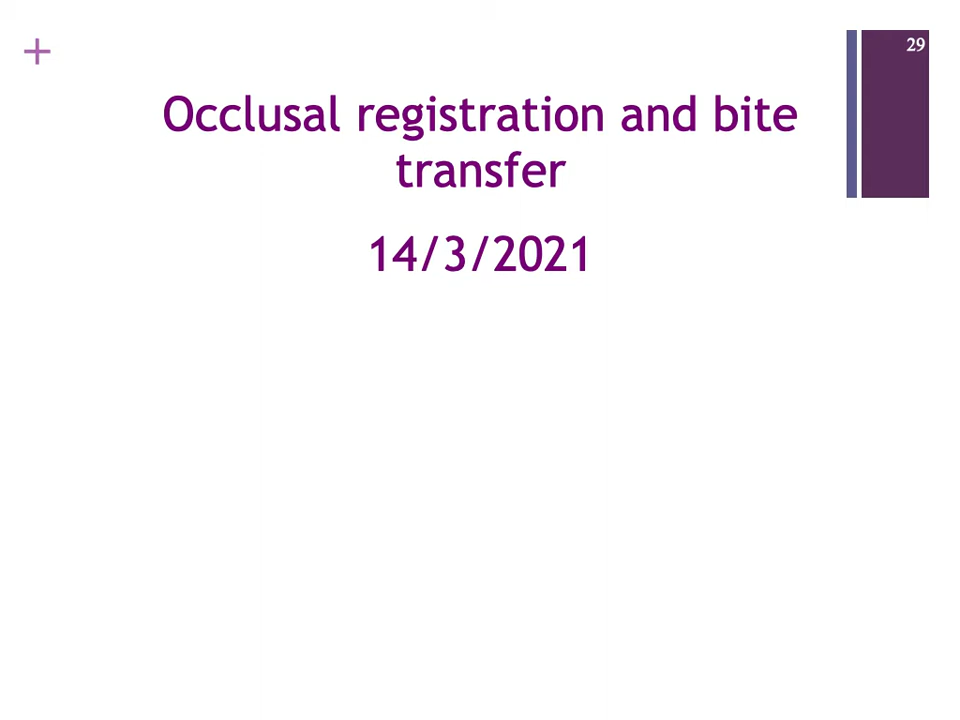 +
29
Occlusal registration and bite
transfer
14/3/2021